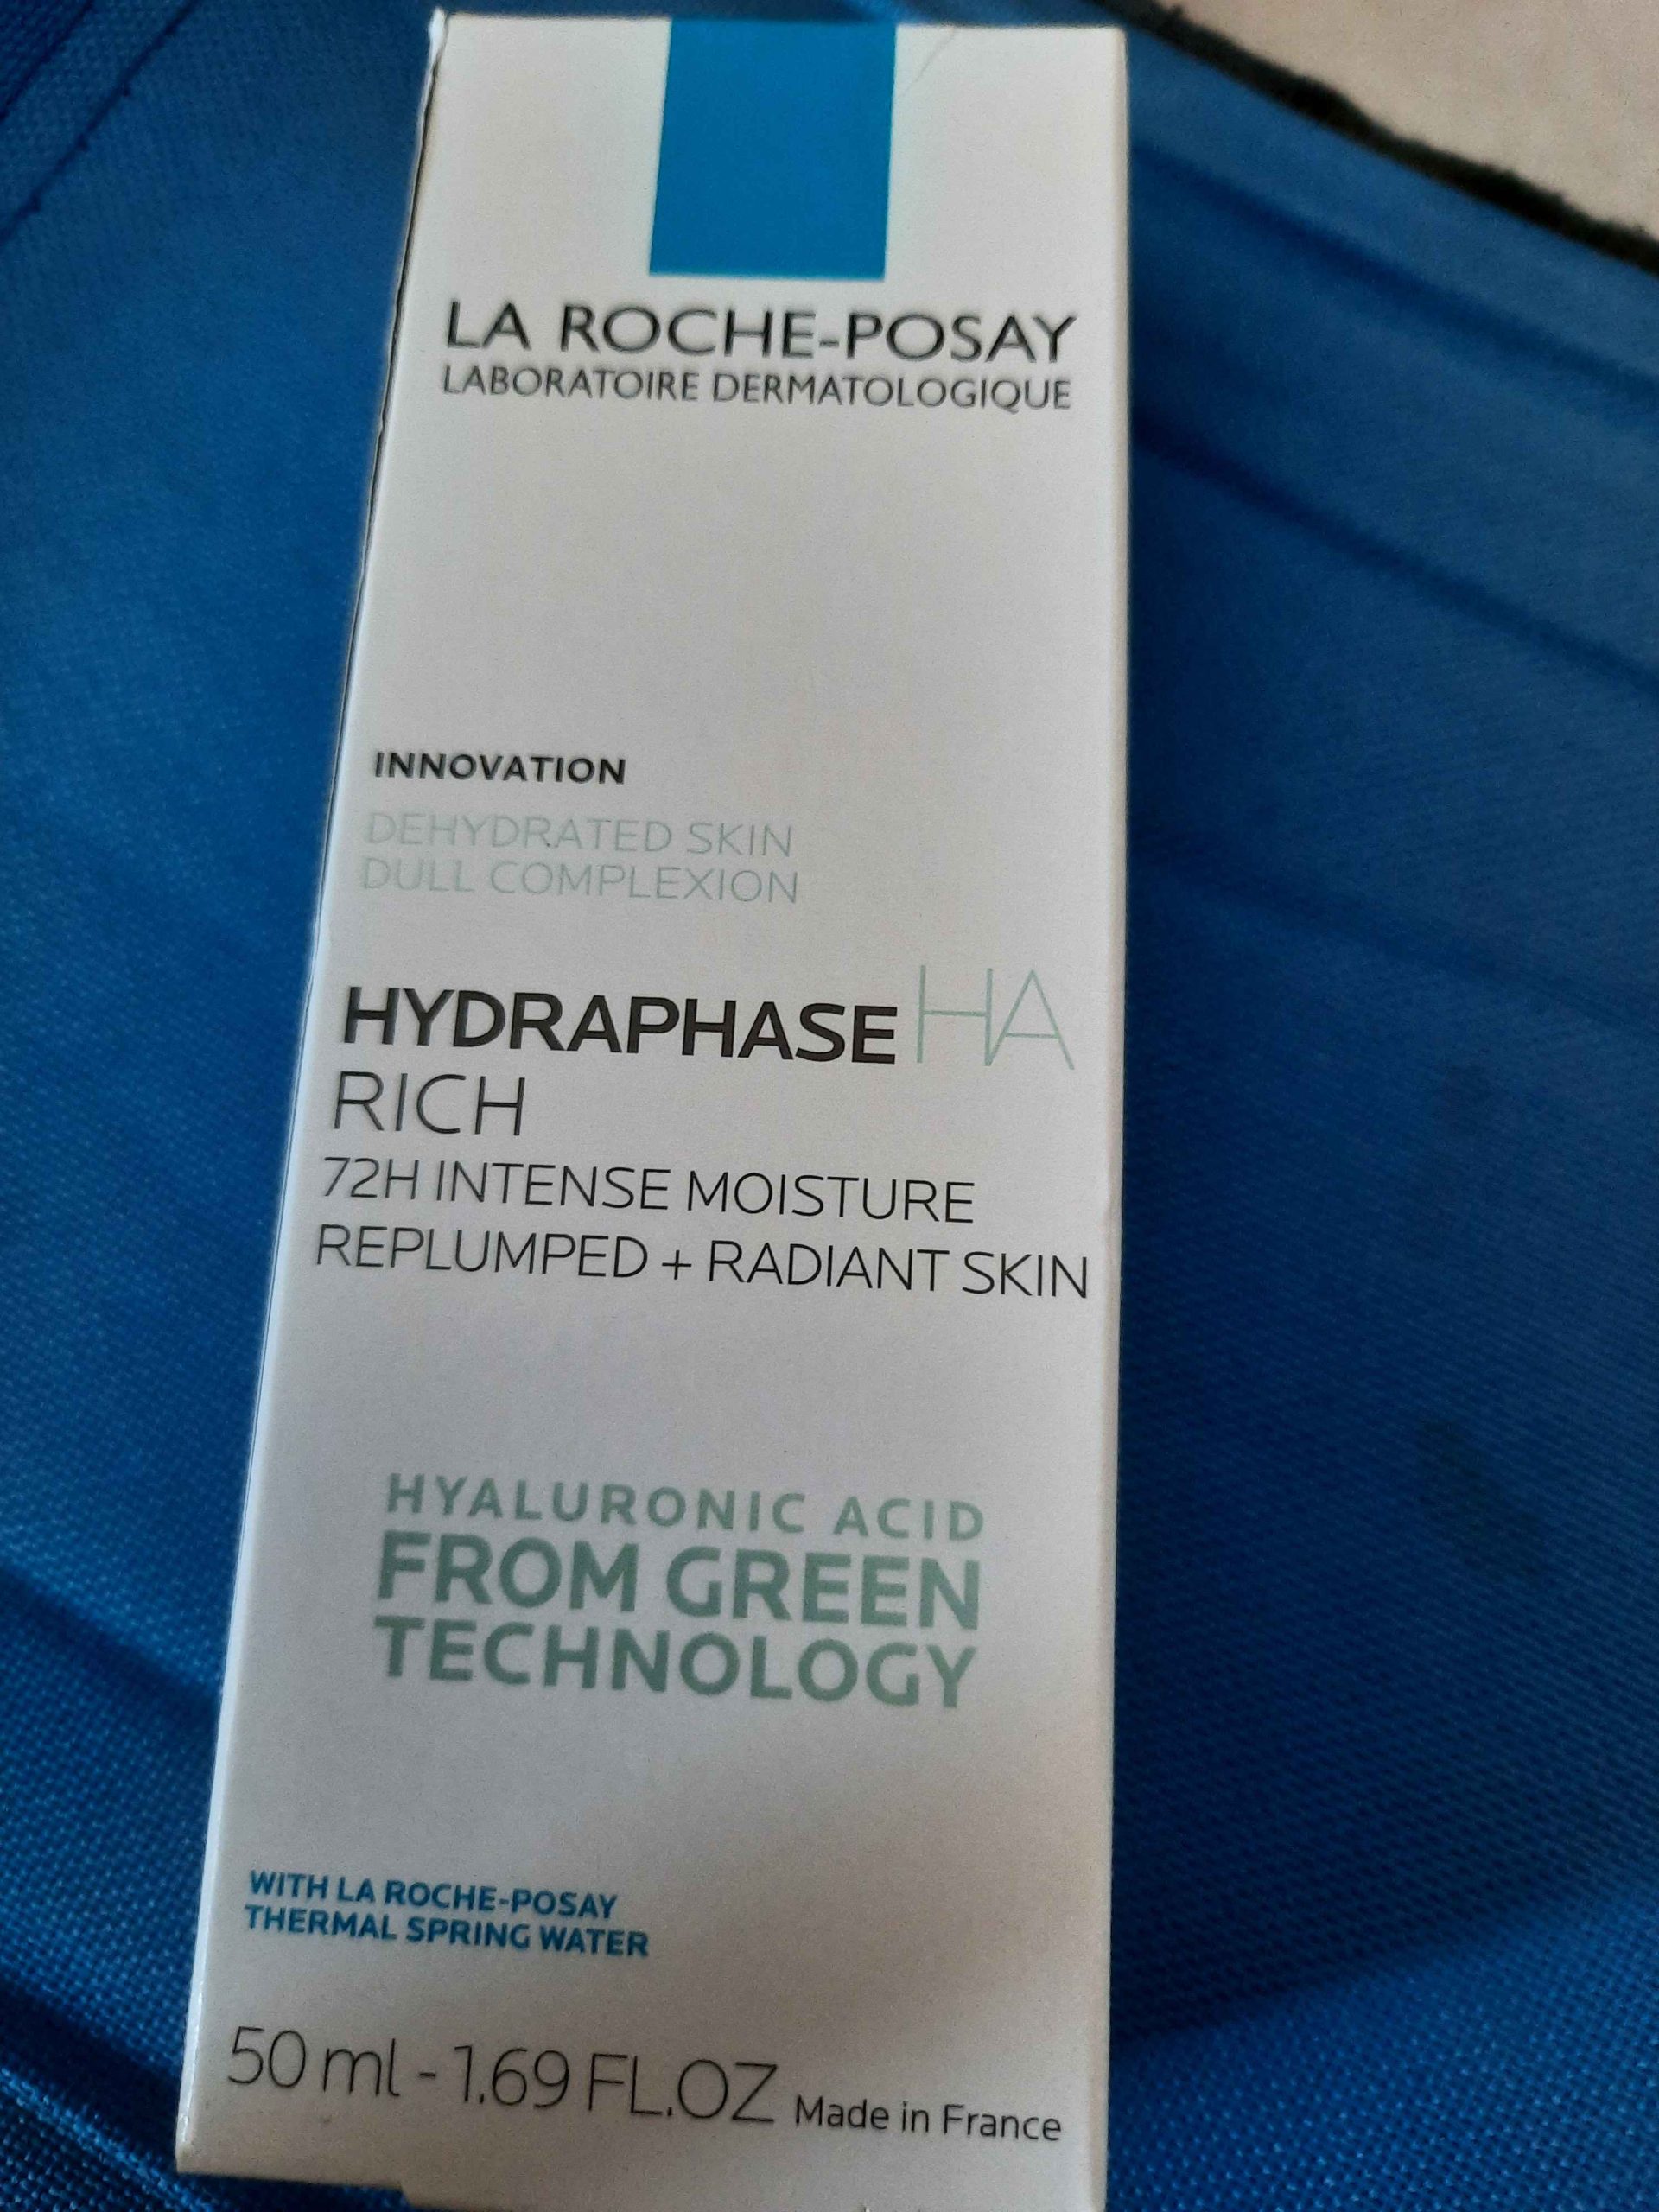 LA ROCHE-POSAY
LABORATOIRE DERMATOLOGIQUE
INNOVATION
DEHYDRATED SKIN
DULL COMPLEXION
HYDRAPHASE HA
RICH
72H INTENSE MOISTURE
REPLUMPED + RADIANT SKIN
HYALURONIC ACID
FROM GREEN
TECHNOLOGY
WITH LA ROCHE-POSAY
THERMAL SPRING WATER
50 ml - 1.69 FL.OZ Made in France